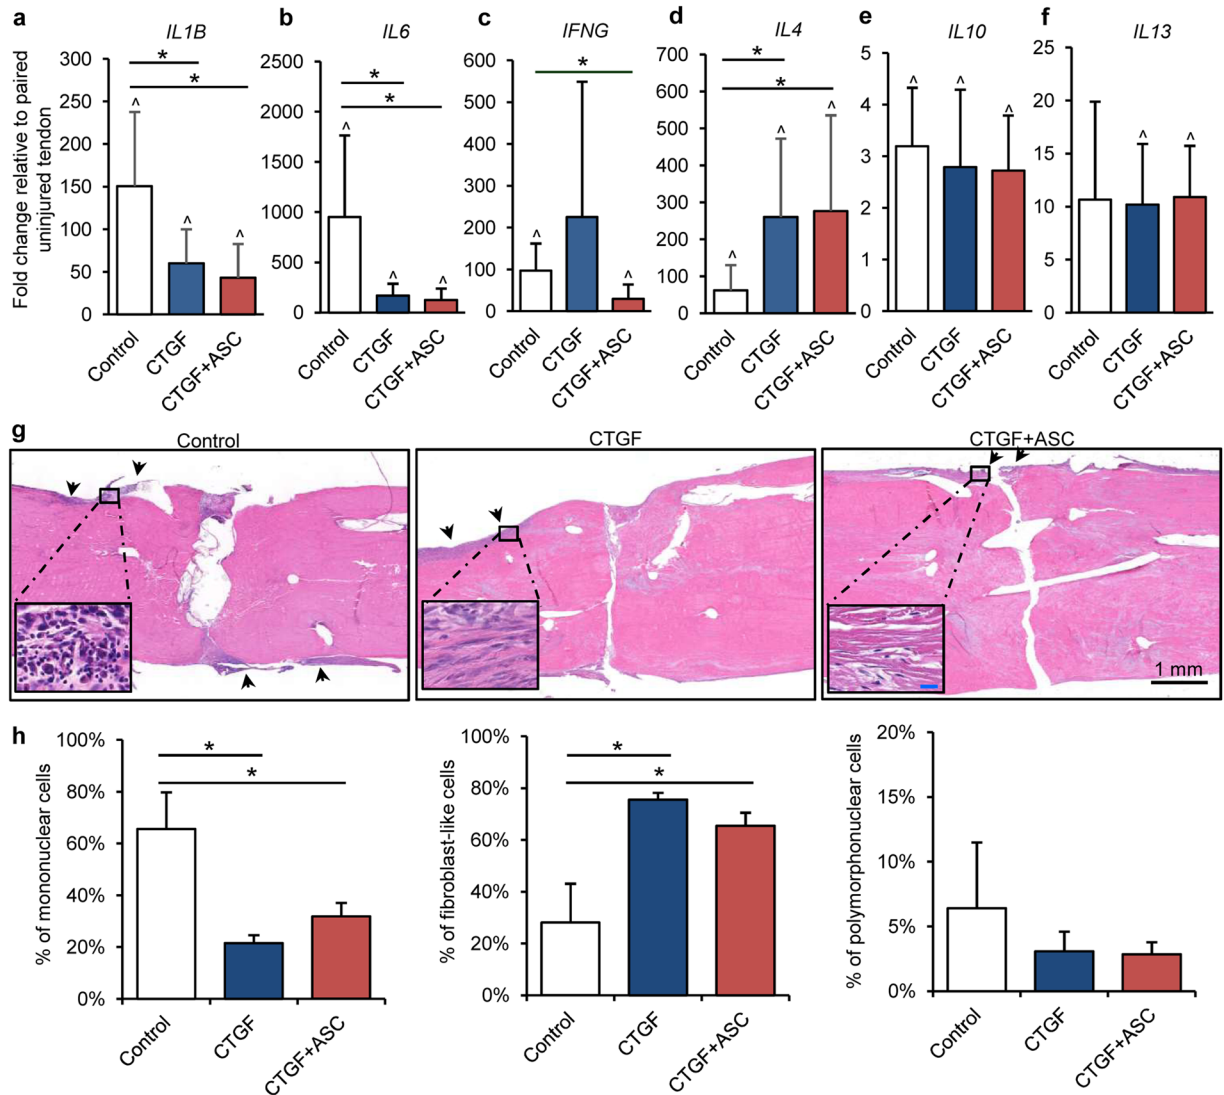 a
IL1B
Fold change relative to paired
uninjured tendon
300
250
200
150
100
50
0
*
*
^
^
^
Control
CTGF
CTGF+ASC
b
IL6
2500
2000
1500
1000
500
0
*
*
^
^
^
Control
CTGF
CTGF+ASC
c
IFNG
600
500
400
300
200
100
0
*
^
^
Control
CTGF
CTGF+ASC
d
IL4
700
600
500
400
300
200
100
0
*
*
^
^
^
Control
CTGF
CTGF+ASC
e
IL10
5
4
3
2
1
0
^
^
^
Control
CTGF
CTGF+ASC
f
IL13
25
20
15
10
5
0
^
^
Control
CTGF
CTGF+ASC
g
Control
CTGF
CTGF+ASC
1 mm
h
% of mononuclear cells
100%
80%
60%
40%
20%
0%
*
*
Control
CTGF
CTGF+ASC
% of fibroblast-like cells
100%
80%
60%
40%
20%
0%
*
*
Control
CTGF
CTGF+ASC
% of polymorphonuclear cells
20%
15%
10%
5%
0%
Control
CTGF
CTGF+ASC